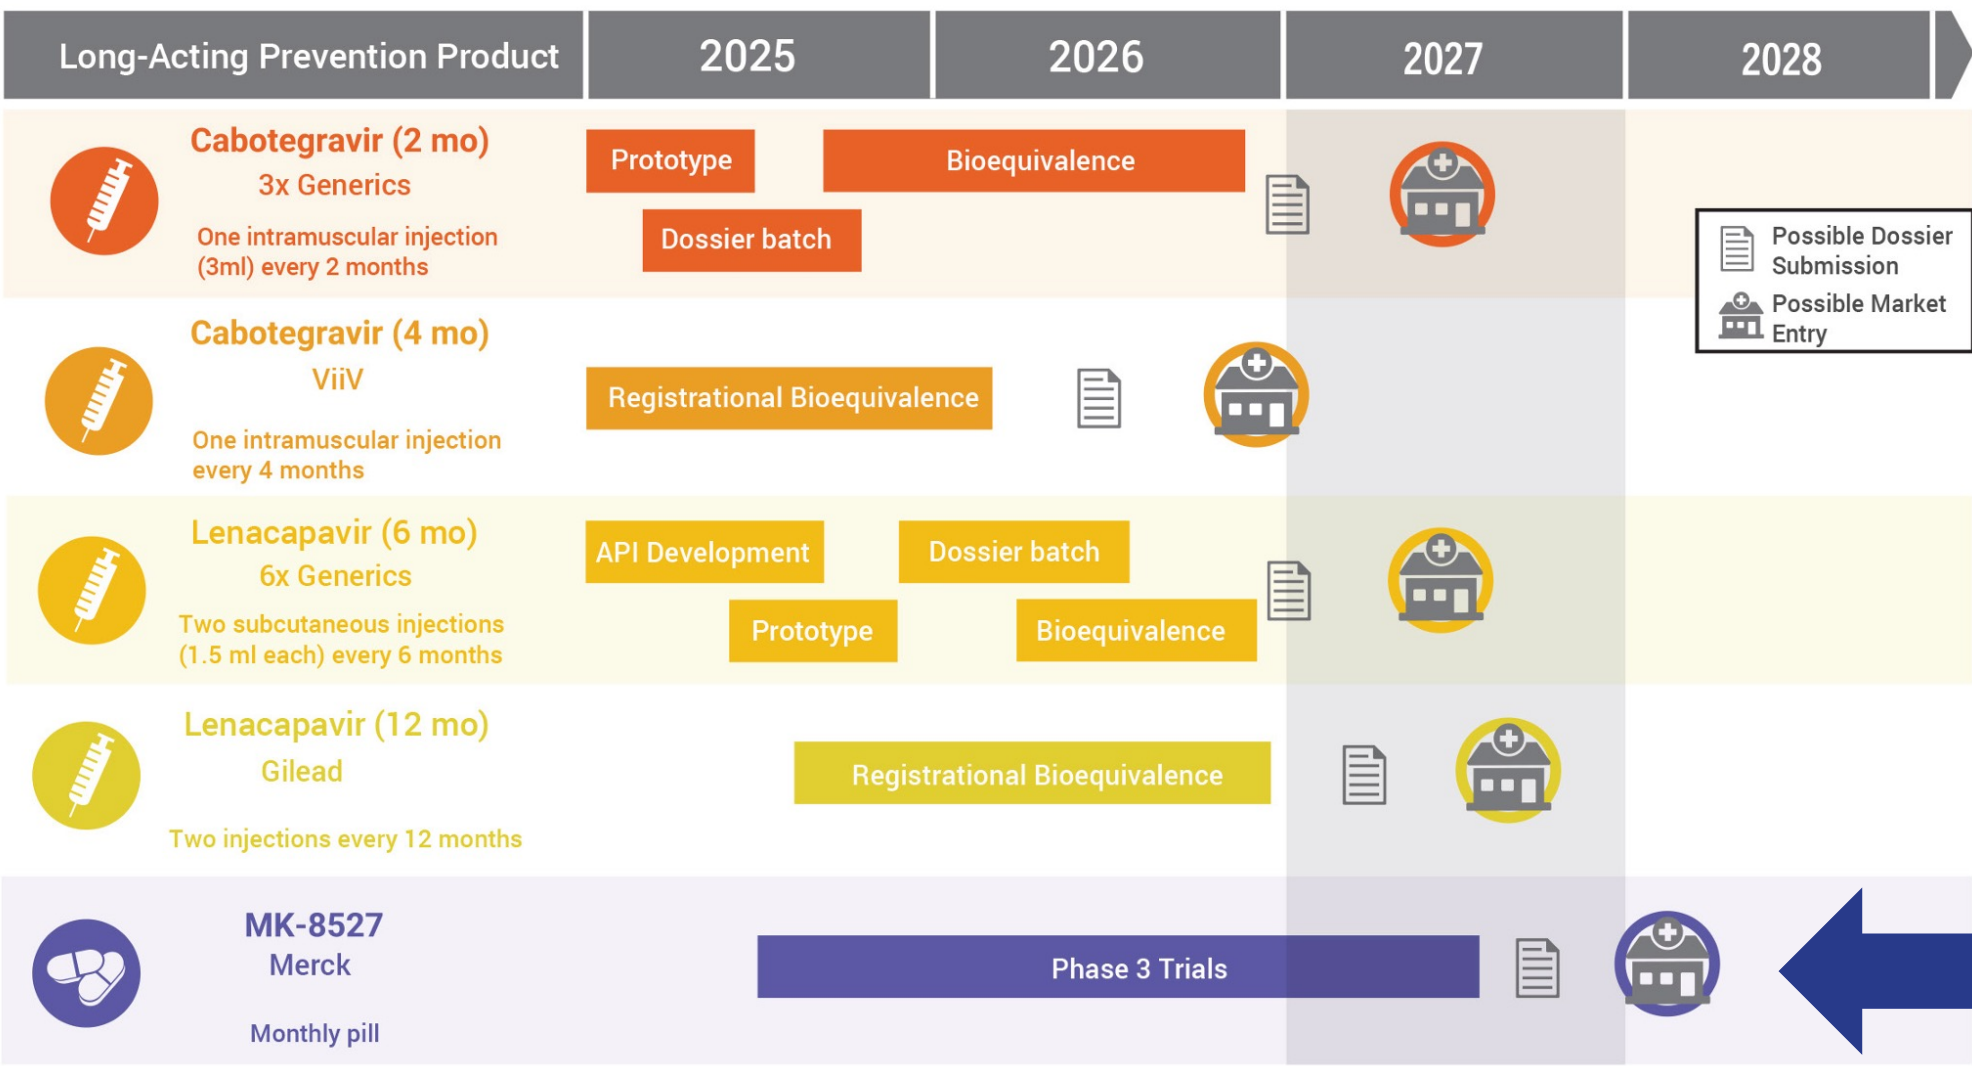 Long-Acting Prevention Product
2025
2026
2027
2028
Cabotegravir (2 mo)
3x Generics
One intramuscular injection
(3ml) every 2 months
Prototype
Bioequivalence
Dossier batch
Possible Dossier
Submission
Possible Market
Entry
Cabotegravir (4 mo)
ViiV
One intramuscular injection
every 4 months
Registrational Bioequivalence
Lenacapavir (6 mo)
6x Generics
Two subcutaneous injections
(1.5 ml each) every 6 months
API Development
Dossier batch
Prototype
Bioequivalence
Lenacapavir (12 mo)
Gilead
Two injections every 12 months
Registrational Bioequivalence
MK-8527
Merck
Monthly pill
Phase 3 Trials